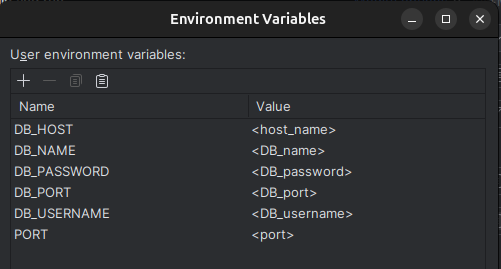 Environment Variables
User environment variables:
Name Value
DB_HOST <host_name>
DB_NAME <DB_name>
DB_PASSWORD <DB_password>
DB_PORT <DB_port>
DB_USERNAME <DB_username>
PORT <port>